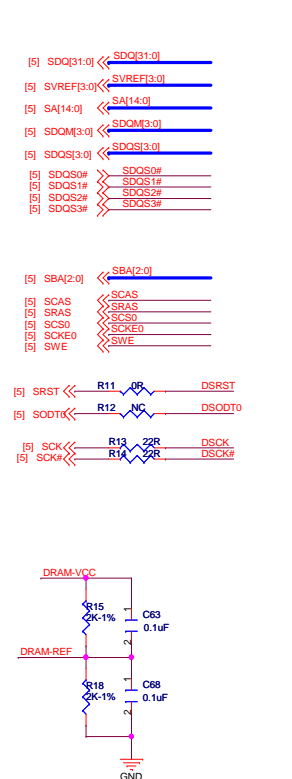 [5] SDQ[31:0] SDQ[31:0]
[5] SVREF[3:0] SVREF[3:0]
[5] SA[14:0] SA[14:0]
[5] SDQM[3:0] SDQM[3:0]
[5] SDQS[3:0] SDQS[3:0]
[5] SDQS0# SDQS0#
[5] SDQS1# SDQS1#
[5] SDQS2# SDQS2#
[5] SDQS3# SDQS3#
[5] SBA[2:0] SBA[2:0]
[5] SCAS SCAS
[5] SRAS SRAS
[5] SCS0 SCS0
[5] SCKE0 SCKE0
[5] SWE SWE
[5] SRST R11 0R DSRST
[5] SODT0 R12 NC DSODT0
[5] SCK R13 22R DSCK
[5] SCK# R14 22R DSCK#
DRAM-VCC
R15 1 C63
2K-1% 0.1uF
2
DRAM-REF
R18 1 C68
2K-1% 0.1uF
2
GND